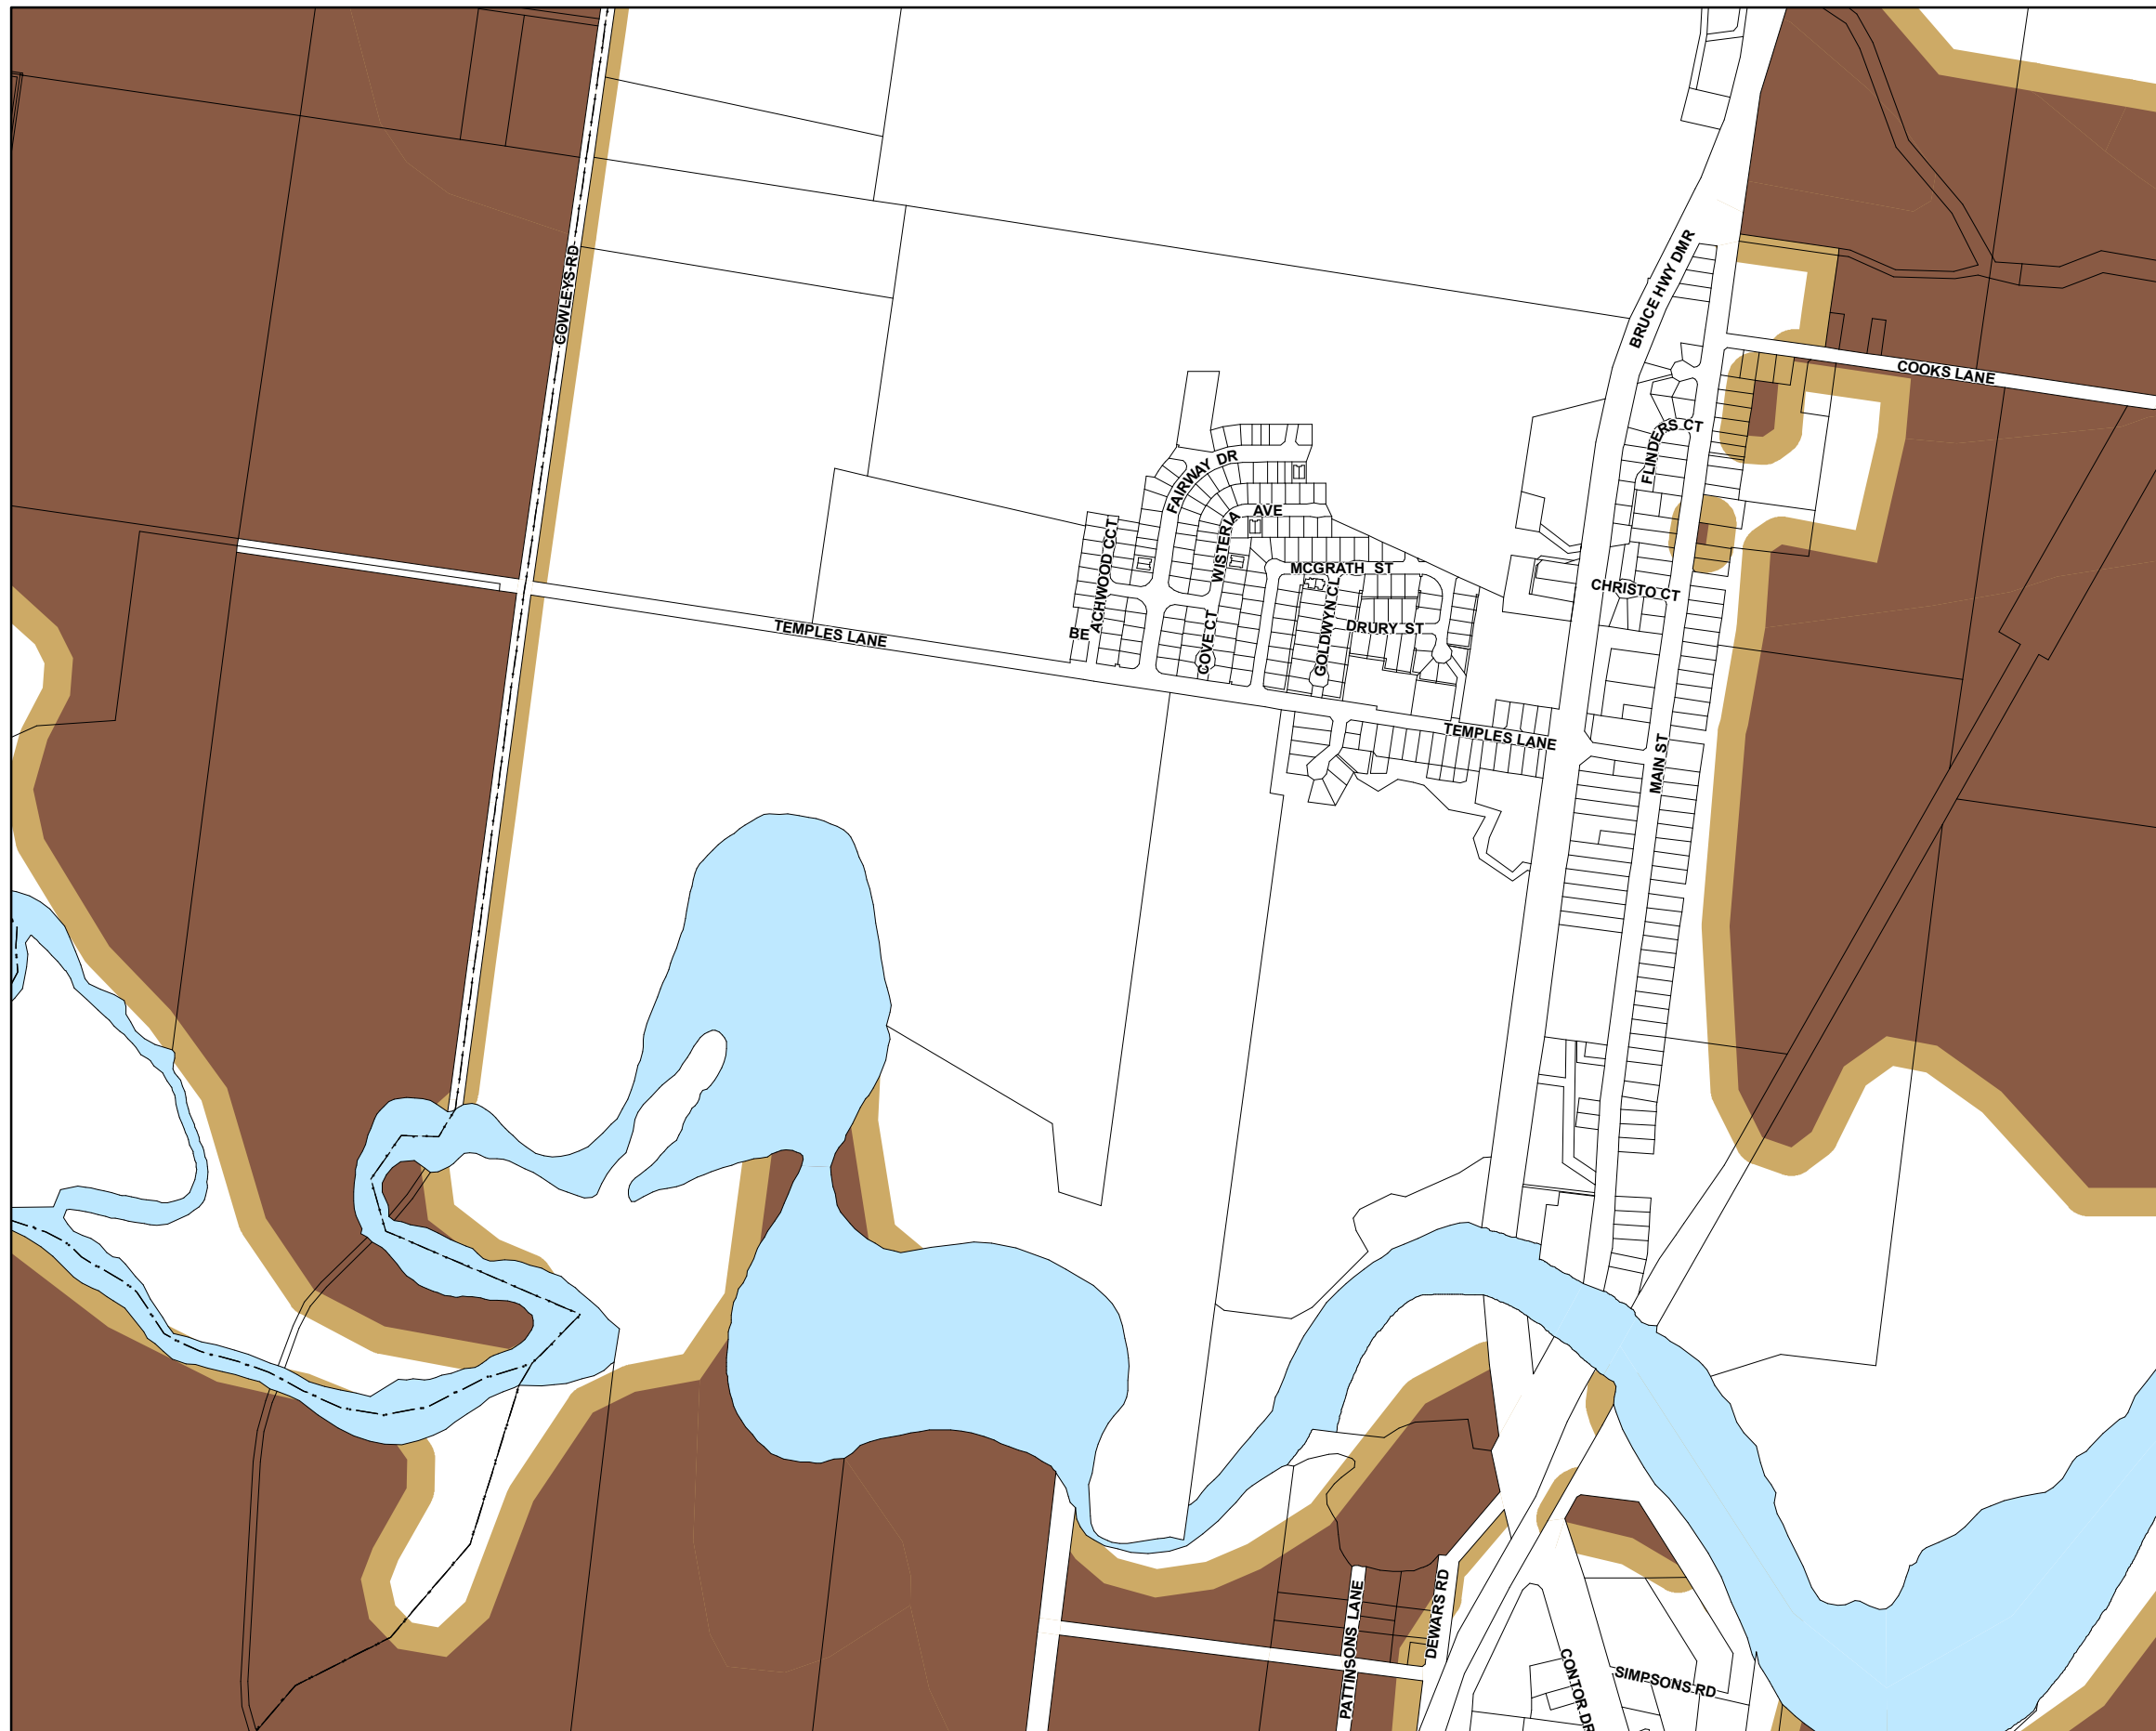 BRUCE HWY DMR
COWLEYS RD
COOKS LANE
FLINDERS CT
FAIRWAY DR
AVE
WISTERIA
ACHWOOD CCT
BE
MCGRATH ST
GOLDWYN CL
DRURY ST
COVE CT
CHRISTO CT
TEMPLES LANE
TEMPLES LANE
MAIN ST
PATTINSONS LANE
DEWARS RD
CONTOR DR
SIMPSONS RD